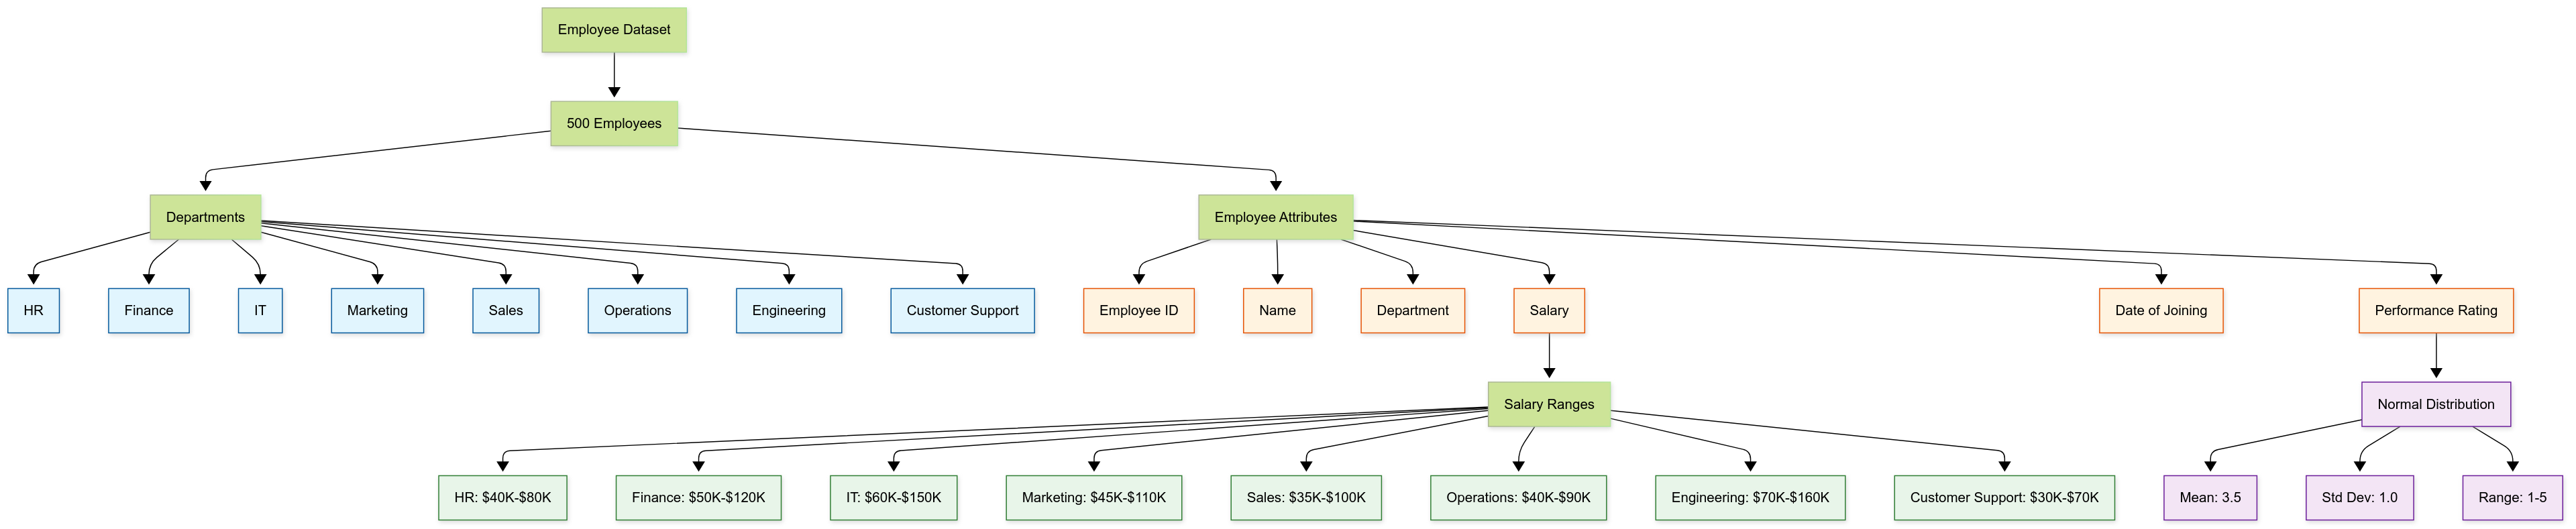 Employee Dataset
500 Employees
Departments
Employee Attributes
HR
Finance
IT
Marketing
Sales
Operations
Engineering
Customer Support
Employee ID
Name
Department
Salary
Date of Joining
Performance Rating
Salary Ranges
Normal Distribution
HR: $40K-$80K
Finance: $50K-$120K
IT: $60K-$150K
Marketing: $45K-$110K
Sales: $35K-$100K
Operations: $40K-$90K
Engineering: $70K-$160K
Customer Support: $30K-$70K
Mean: 3.5
Std Dev: 1.0
Range: 1-5